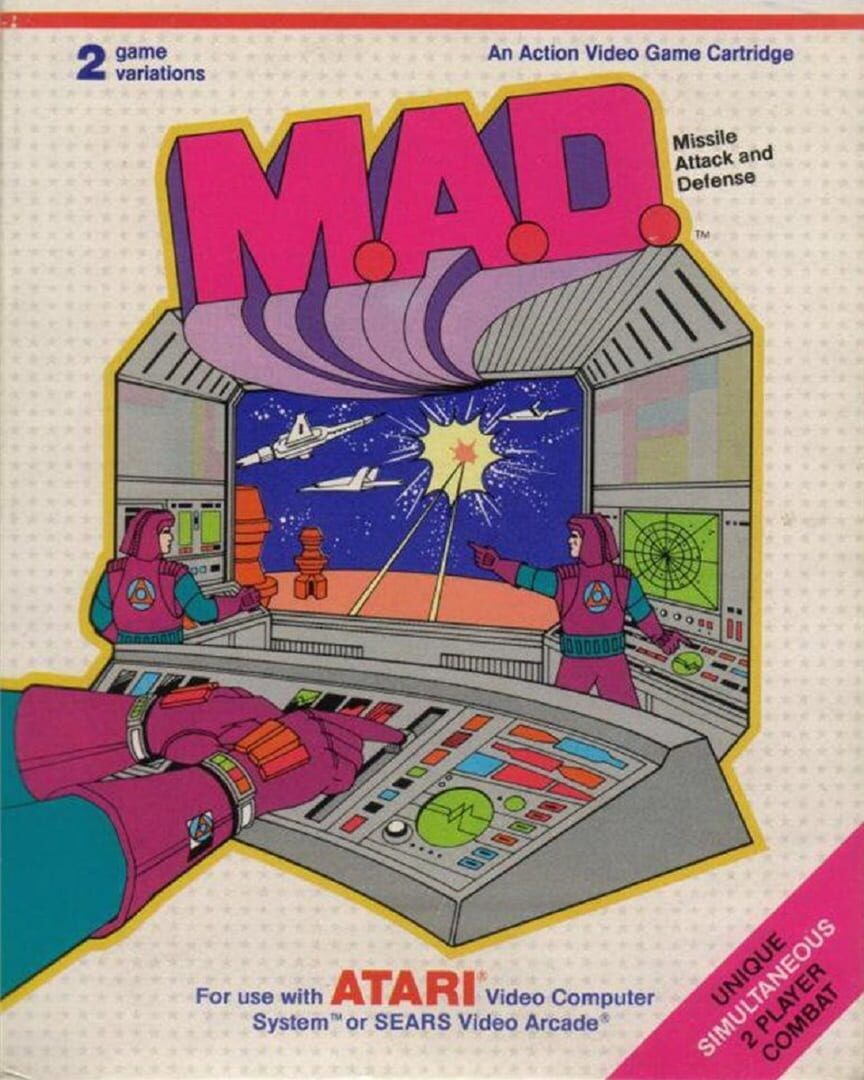 2 game
variations
An Action Video Game Cartridge
M.A.D.
Missile
Attack and
Defense
TM
For use with ATARI® Video Computer
System™ or SEARS Video Arcade®
UNIQUE
SIMULTANEOUS
2 PLAYER
COMBAT